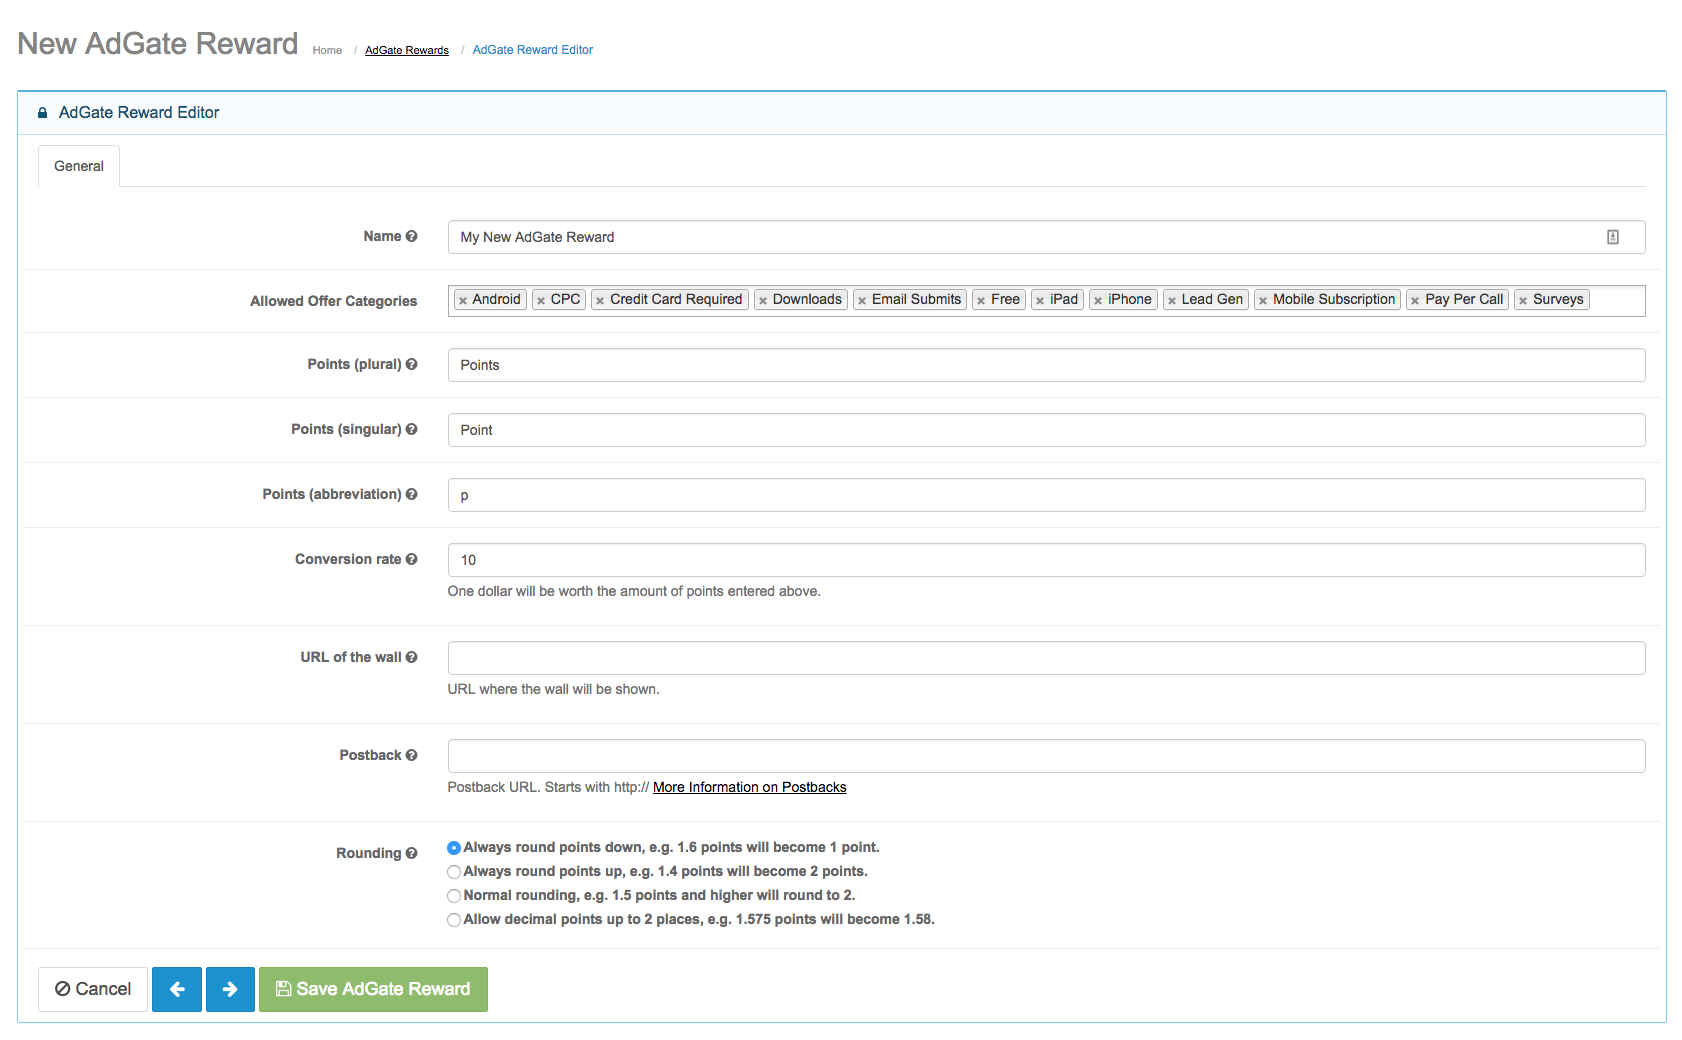 New AdGate Reward Home / AdGate Rewards / AdGate Reward Editor
AdGate Reward Editor
General
Name My New AdGate Reward
Allowed Offer Categories × Android × CPC × Credit Card Required × Downloads × Email Submits × Free × iPad × iPhone × Lead Gen × Mobile Subscription × Pay Per Call × Surveys
Points (plural) Points
Points (singular) Point
Points (abbreviation) p
Conversion rate 10
One dollar will be worth the amount of points entered above.
URL of the wall
URL where the wall will be shown.
Postback
Postback URL. Starts with http:// More Information on Postbacks
Rounding
Always round points down, e.g. 1.6 points will become 1 point.
Always round points up, e.g. 1.4 points will become 2 points.
Normal rounding, e.g. 1.5 points and higher will round to 2.
Allow decimal points up to 2 places, e.g. 1.575 points will become 1.58.
Cancel Save AdGate Reward